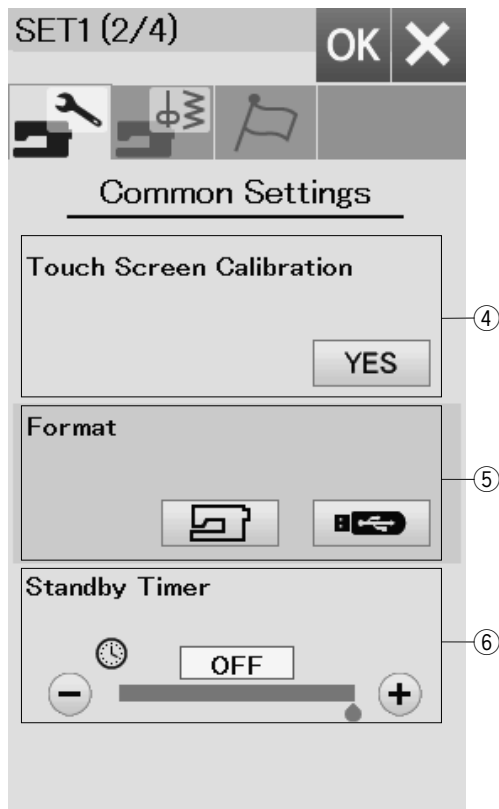 SET1 (2/4)
OK
Common Settings
Touch Screen Calibration
④
YES
Format
⑤
Standby Timer
⑥
OFF